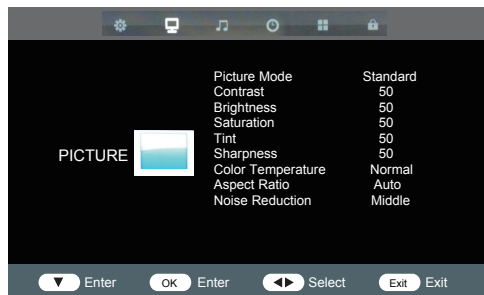 Picture Mode Standard
Contrast 50
Brightness 50
Saturation 50
Tint 50
PICTURE Sharpness 50
Color Temperature Normal
Aspect Ratio Auto
Noise Reduction Middle
▼ Enter OK Enter ◀▶ Select Exit Exit